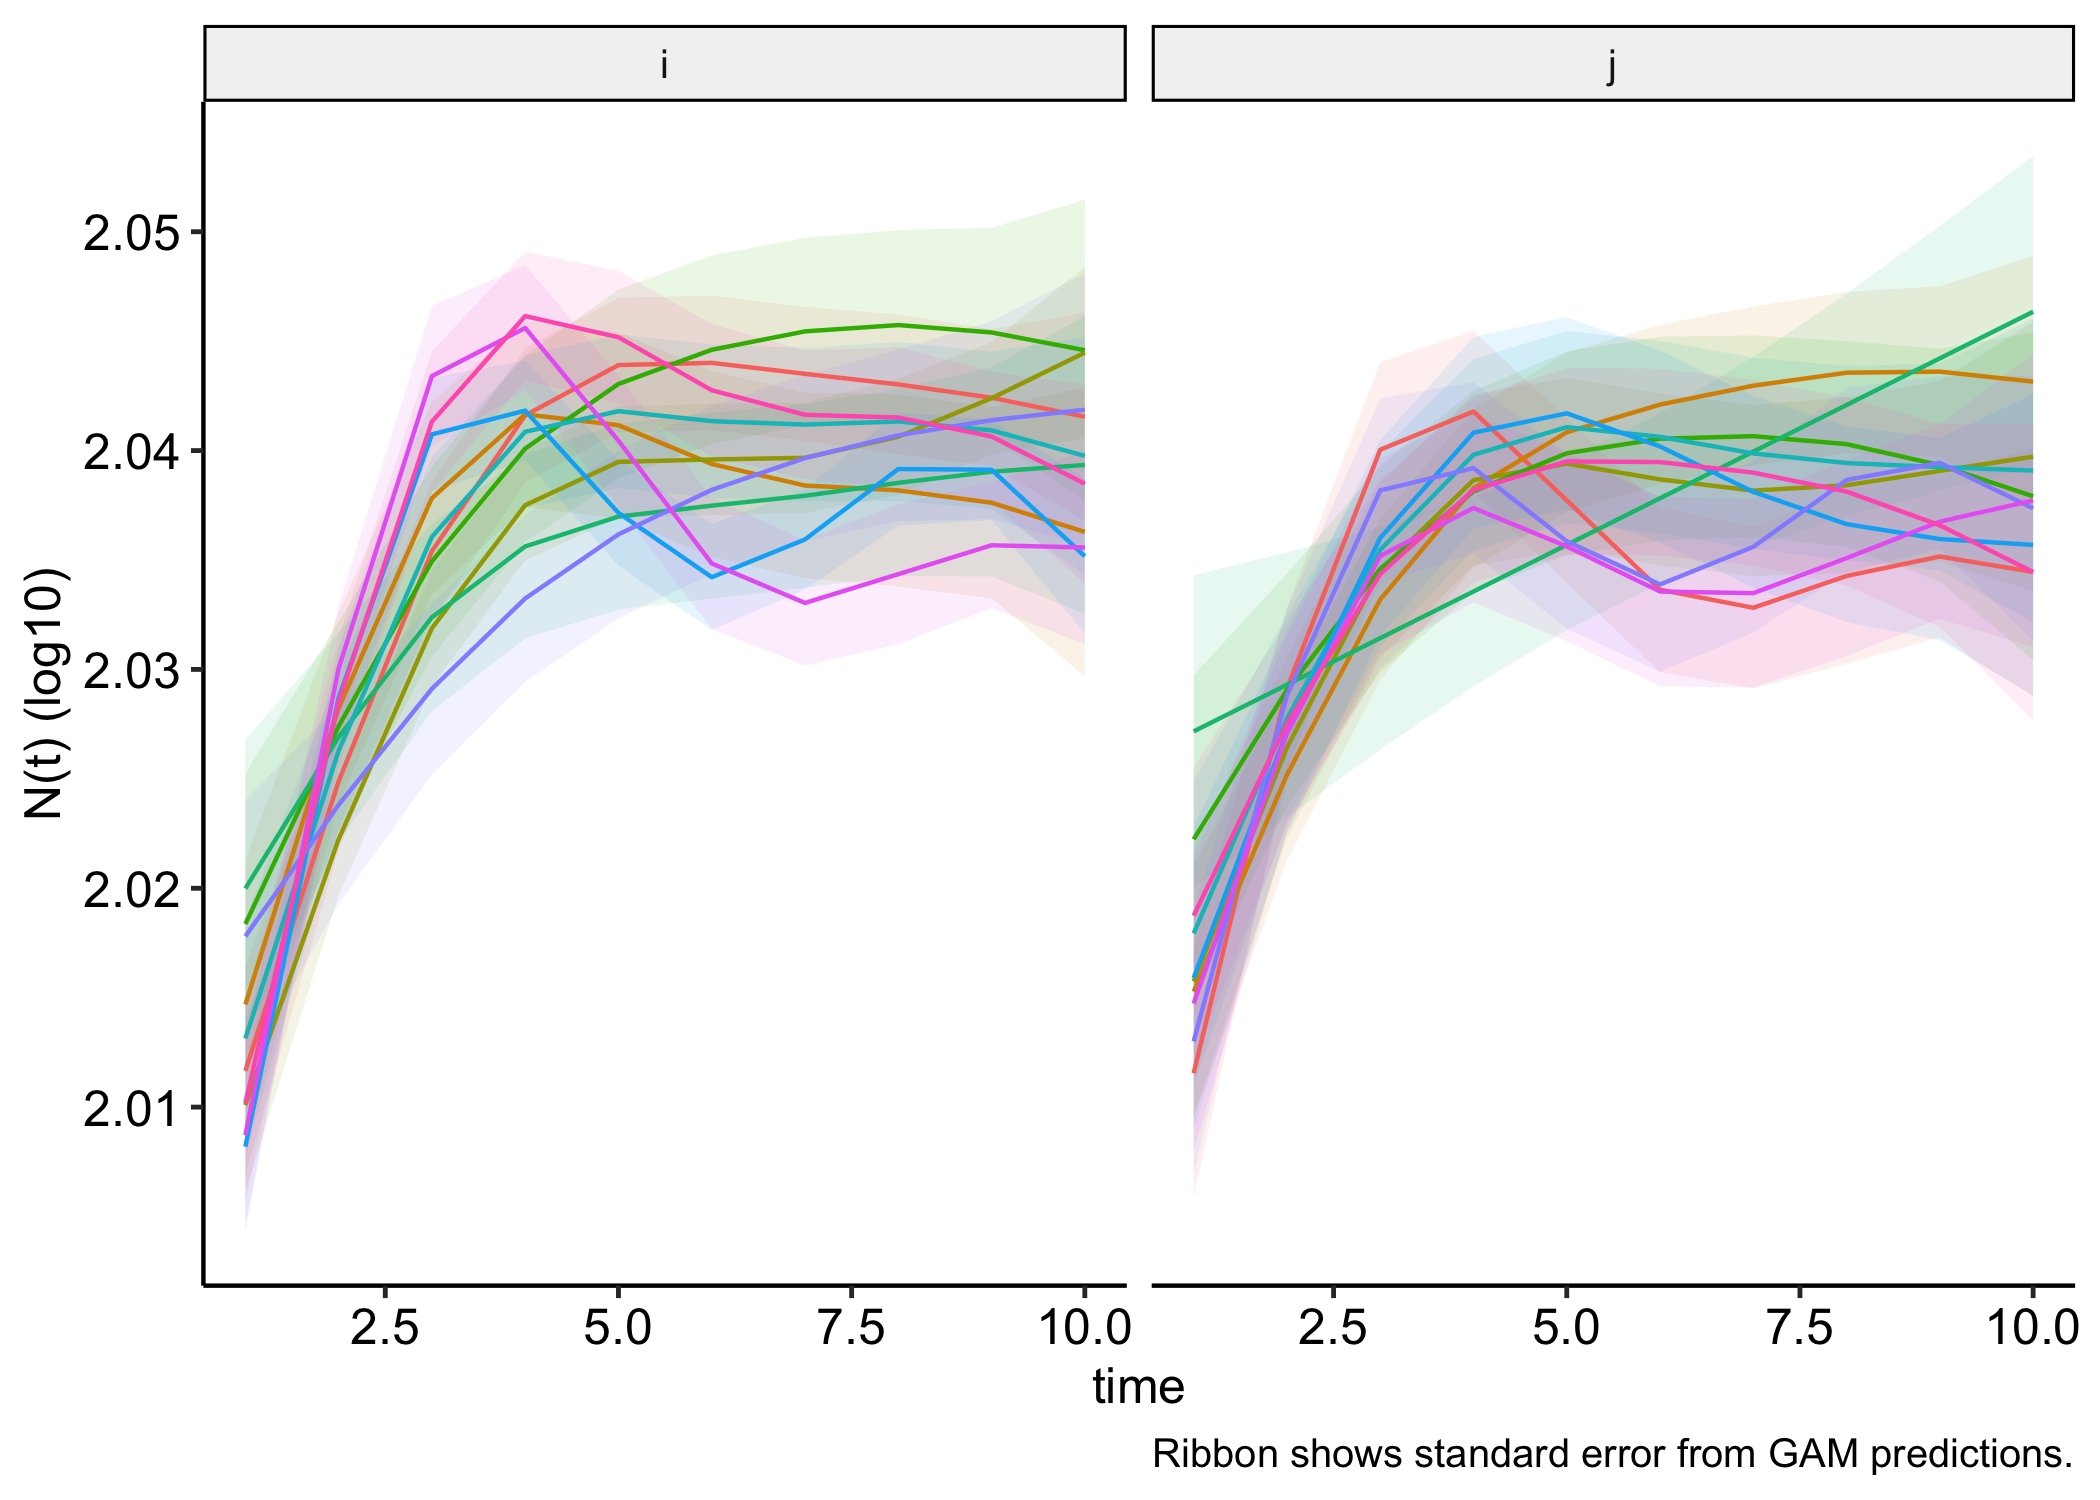 i
j
N(t) (log10)
2.05
2.04
2.03
2.02
2.01
2.5 5.0 7.5 10.0
2.5 5.0 7.5 10.0
time
Ribbon shows standard error from GAM predictions.